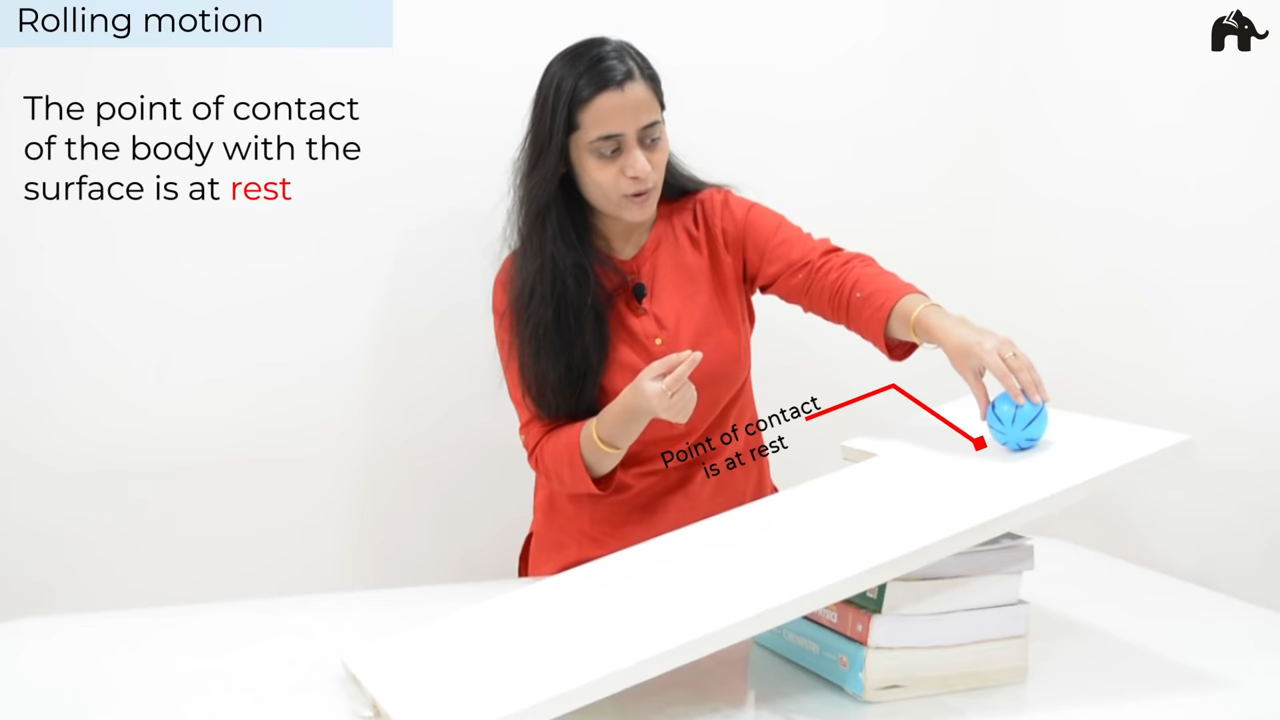 Rolling motion
The point of contact
of the body with the
surface is at rest
Point of contact
is at rest
CHEMISTRY